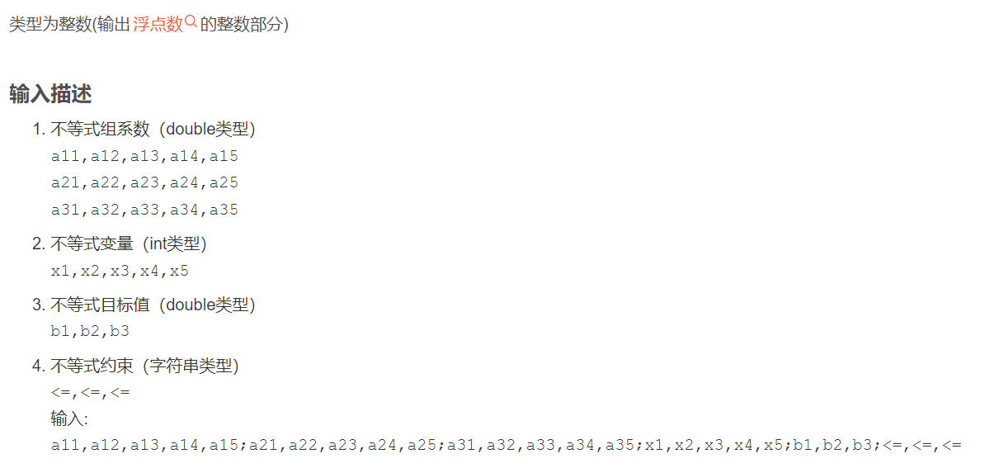 类型为整数(输出 浮点数 的整数部分)
输入描述
1. 不等式组系数（double类型）
a11,a12,a13,a14,a15
a21,a22,a23,a24,a25
a31,a32,a33,a34,a35
2. 不等式变量（int类型）
x1,x2,x3,x4,x5
3. 不等式目标值（double类型）
b1,b2,b3
4. 不等式约束（字符串类型）
<=,<=,<=
输入:
a11,a12,a13,a14,a15;a21,a22,a23,a24,a25;a31,a32,a33,a34,a35;x1,x2,x3,x4,x5;b1,b2,b3;<=,<=,<=